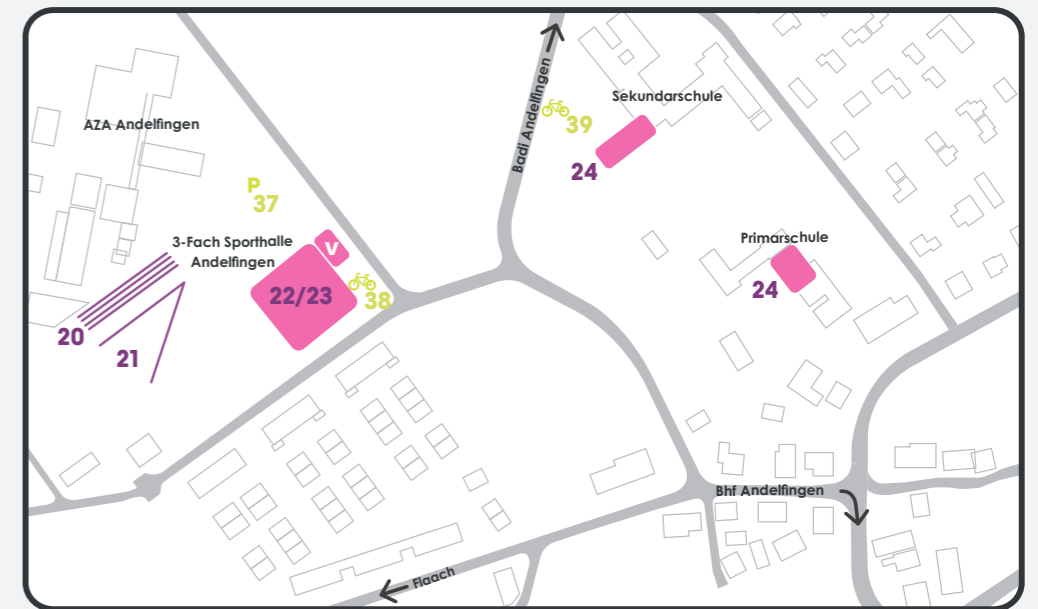 Badi Andelfingen
Sekundarschule
AZA Andelfingen
39
24
P
37
3-Fach Sporthalle
Andelfingen
V
Primarschule
22/23
38
24
20
21
Bhf Andelfingen
Flaach